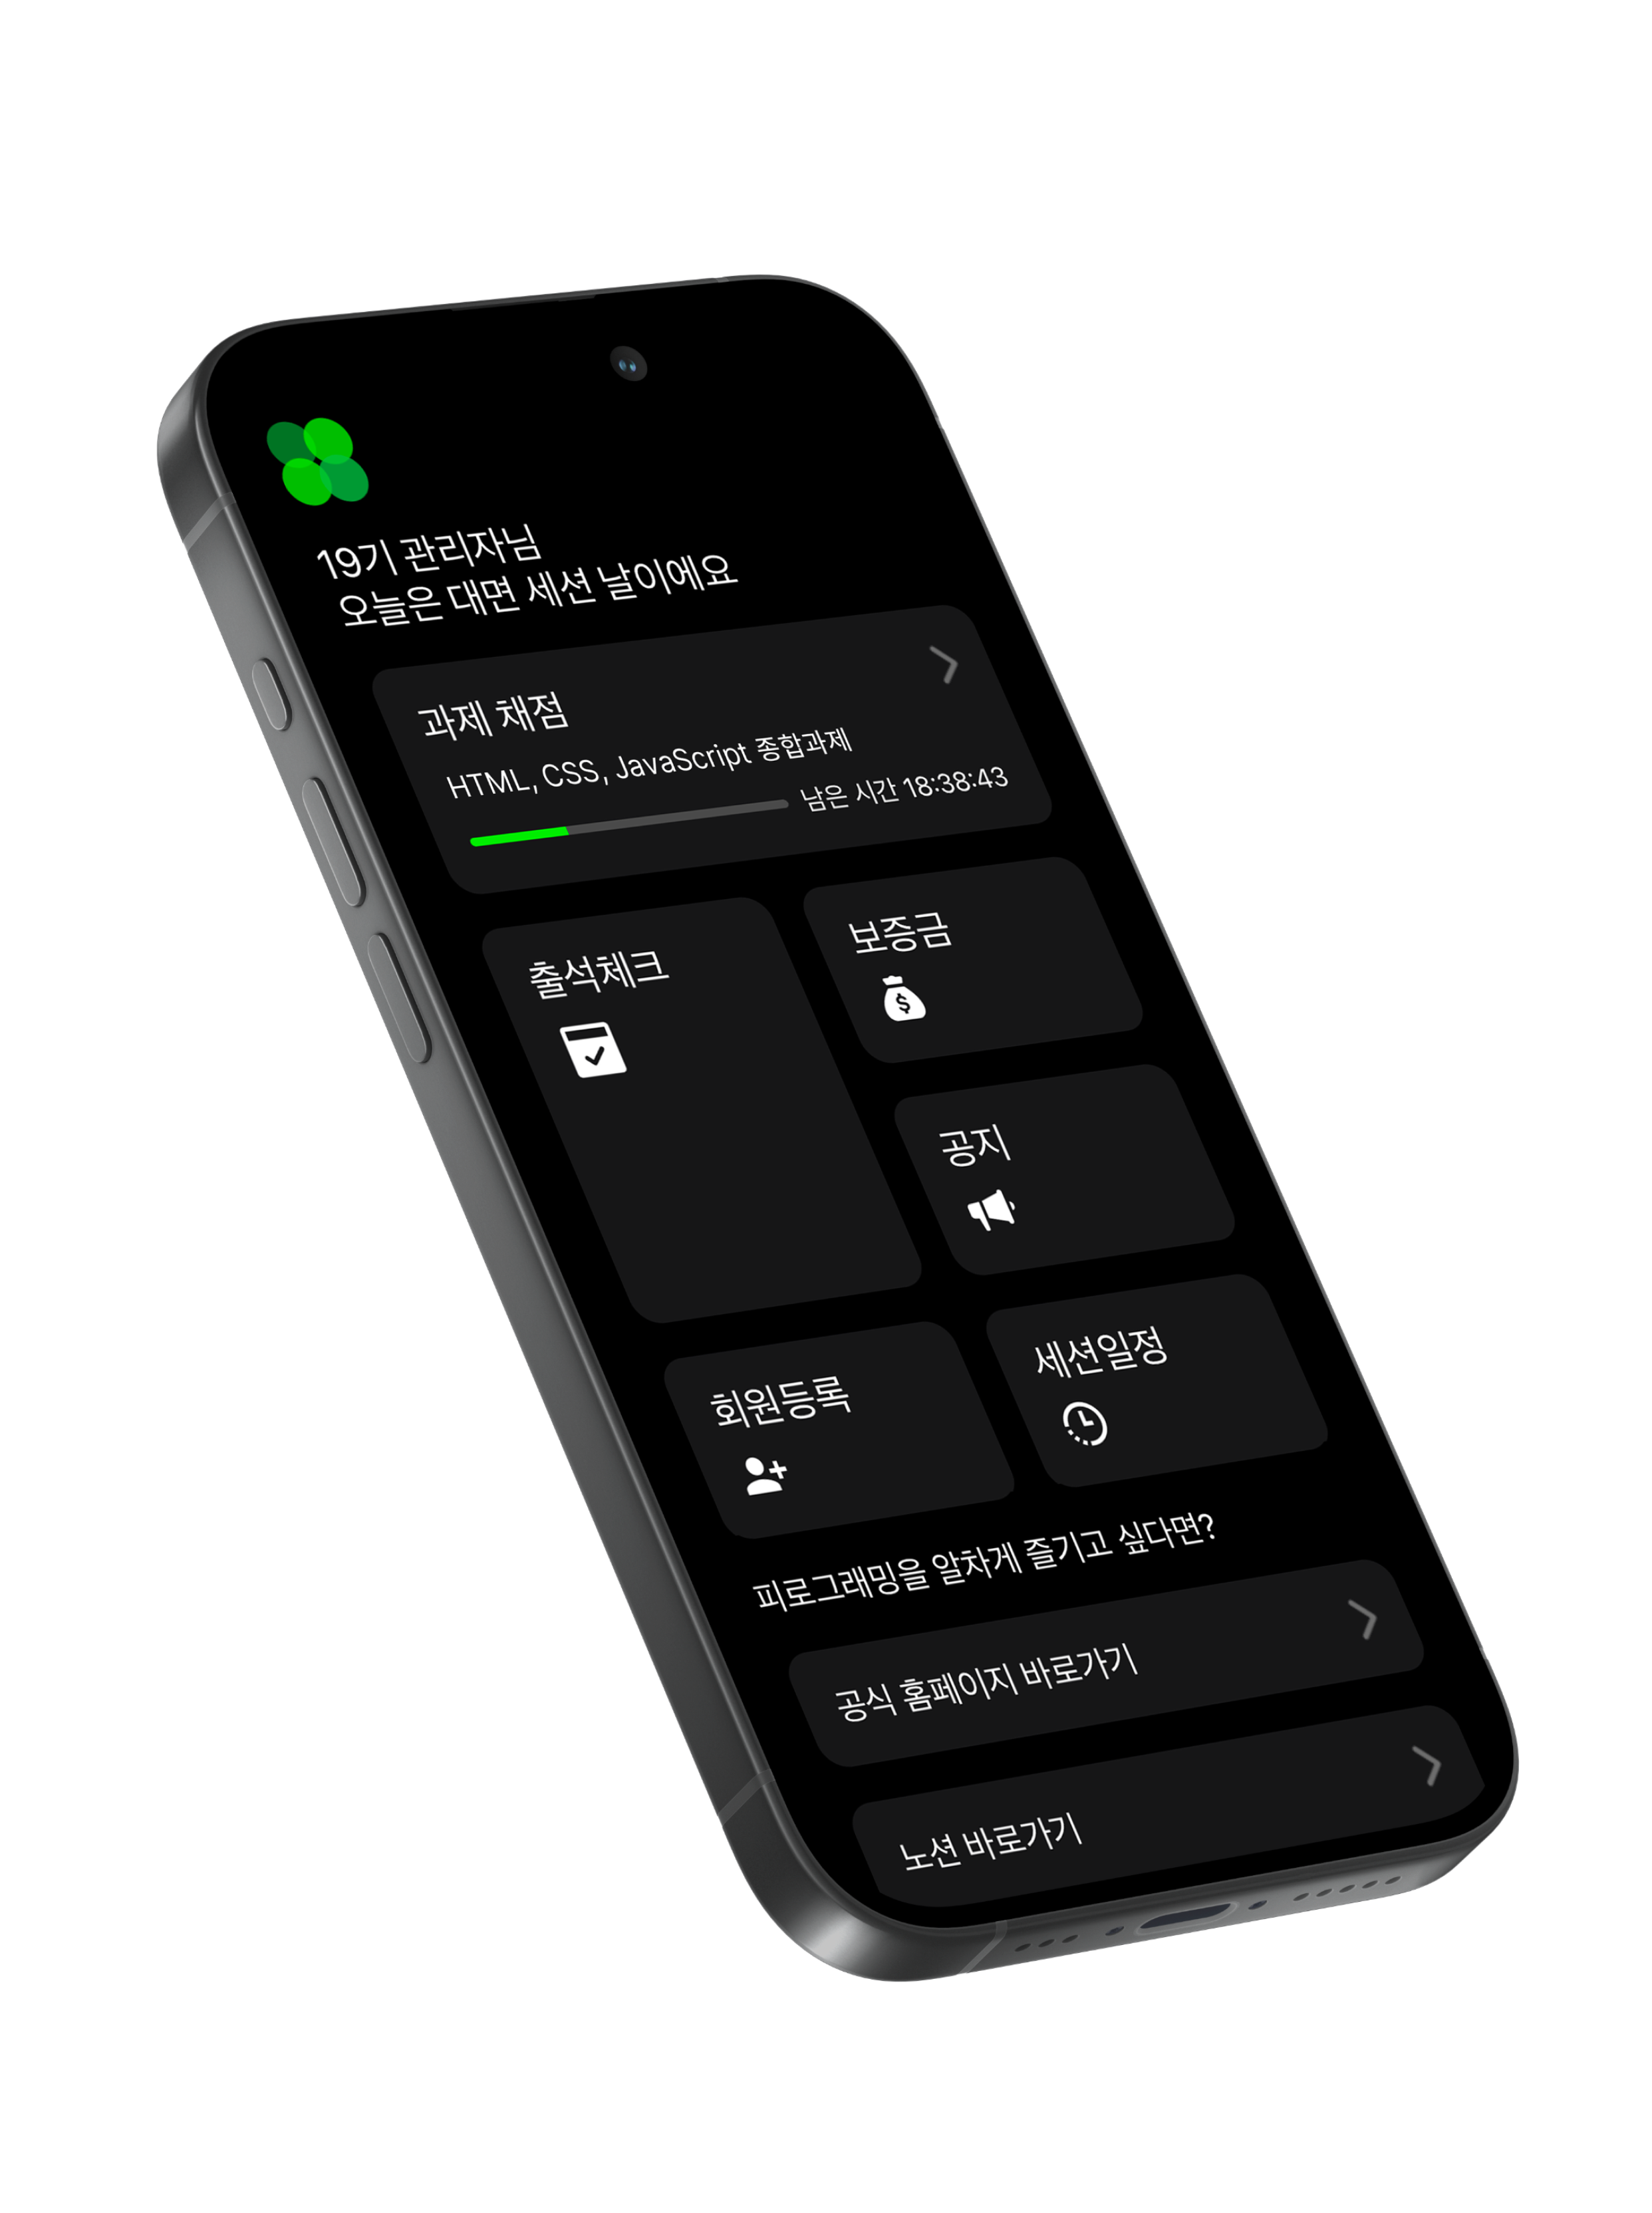 19기 관리자님
오늘은 대면 세션 날이에요
과제 채점
HTML, CSS, JavaScript 종합과제
남은 시간 18:38:43
출석체크
보증금
공지
회원등록
세션일정
피로그래밍을 알차게 즐기고 싶다면?
공식 홈페이지 바로가기
노션 바로가기